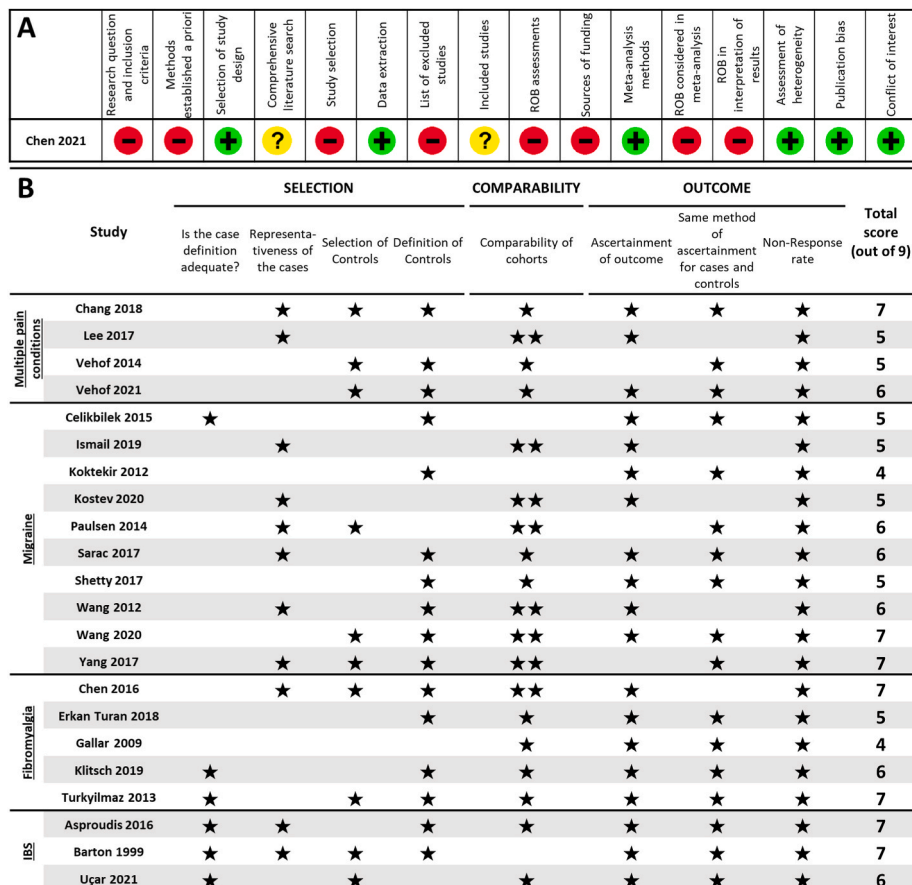 A
Research question and inclusion criteria
Methods established a priori
Selection of study design
Comprehensive literature search
Study selection
Data extraction
List of excluded studies
Included studies
ROB assessments
Sources of funding
Meta-analysis methods
ROB considered in meta-analysis
ROB in interpretation of results
Assessment of heterogeneity
Publication bias
Conflict of interest
Chen 2021 − − + ? − + − ? − − + − − + + +
B
SELECTION COMPARABILITY OUTCOME
Study
Is the case definition adequate?
Representa-tiveness of the cases
Selection of Controls
Definition of Controls
Comparability of cohorts
Ascertainment of outcome
Same method of ascertainment for cases and controls
Non-Response rate
Total score (out of 9)
Multiple pain conditions
Chang 2018 ★ ★ ★ ★ ★ ★ ★ 7
Lee 2017 ★ ★★ ★ ★ 5
Vehof 2014 ★ ★ ★ ★ ★ 5
Vehof 2021 ★ ★ ★ ★ ★ ★ 6
Migraine
Celikbilek 2015 ★ ★ ★ ★ ★ 5
Ismail 2019 ★ ★★ ★ ★ 5
Koktekir 2012 ★ ★ ★ ★ 4
Kostev 2020 ★ ★★ ★ ★ 5
Paulsen 2014 ★ ★ ★★ ★ ★ 6
Sarac 2017 ★ ★ ★ ★ ★ ★ 6
Shetty 2017 ★ ★ ★ ★ ★ 5
Wang 2012 ★ ★ ★★ ★ ★ 6
Wang 2020 ★ ★ ★★ ★ ★ ★ 7
Yang 2017 ★ ★ ★ ★★ ★ ★ 7
Fibromyalgia
Chen 2016 ★ ★ ★ ★★ ★ ★ 7
Erkan Turan 2018 ★ ★ ★ ★ ★ 5
Gallar 2009 ★ ★ ★ ★ 4
Klitsch 2019 ★ ★ ★ ★ ★ ★ 6
Turkyilmaz 2013 ★ ★ ★ ★ ★ ★ ★ 7
IBS
Asproudis 2016 ★ ★ ★ ★ ★ ★ ★ 7
Barton 1999 ★ ★ ★ ★ ★ ★ ★ 7
Uçar 2021 ★ ★ ★ ★ ★ ★ 6